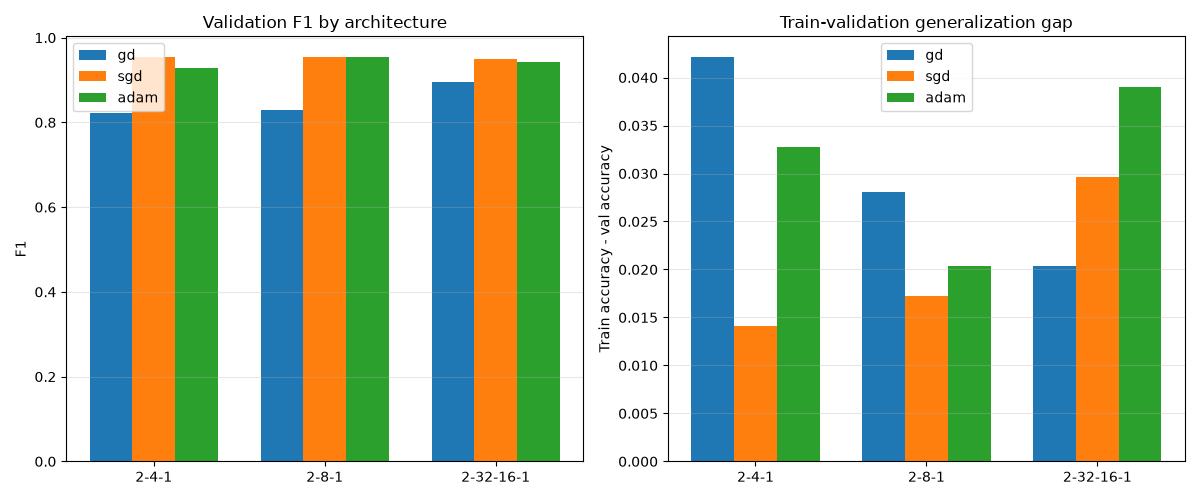 Validation F1 by architecture
gd
sgd
adam
1.0
0.8
0.6
0.4
0.2
0.0
F1
2-4-1
2-8-1
2-32-16-1
Train-validation generalization gap
gd
sgd
adam
0.040
0.035
0.030
0.025
0.020
0.015
0.010
0.005
0.000
Train accuracy - val accuracy
2-4-1
2-8-1
2-32-16-1